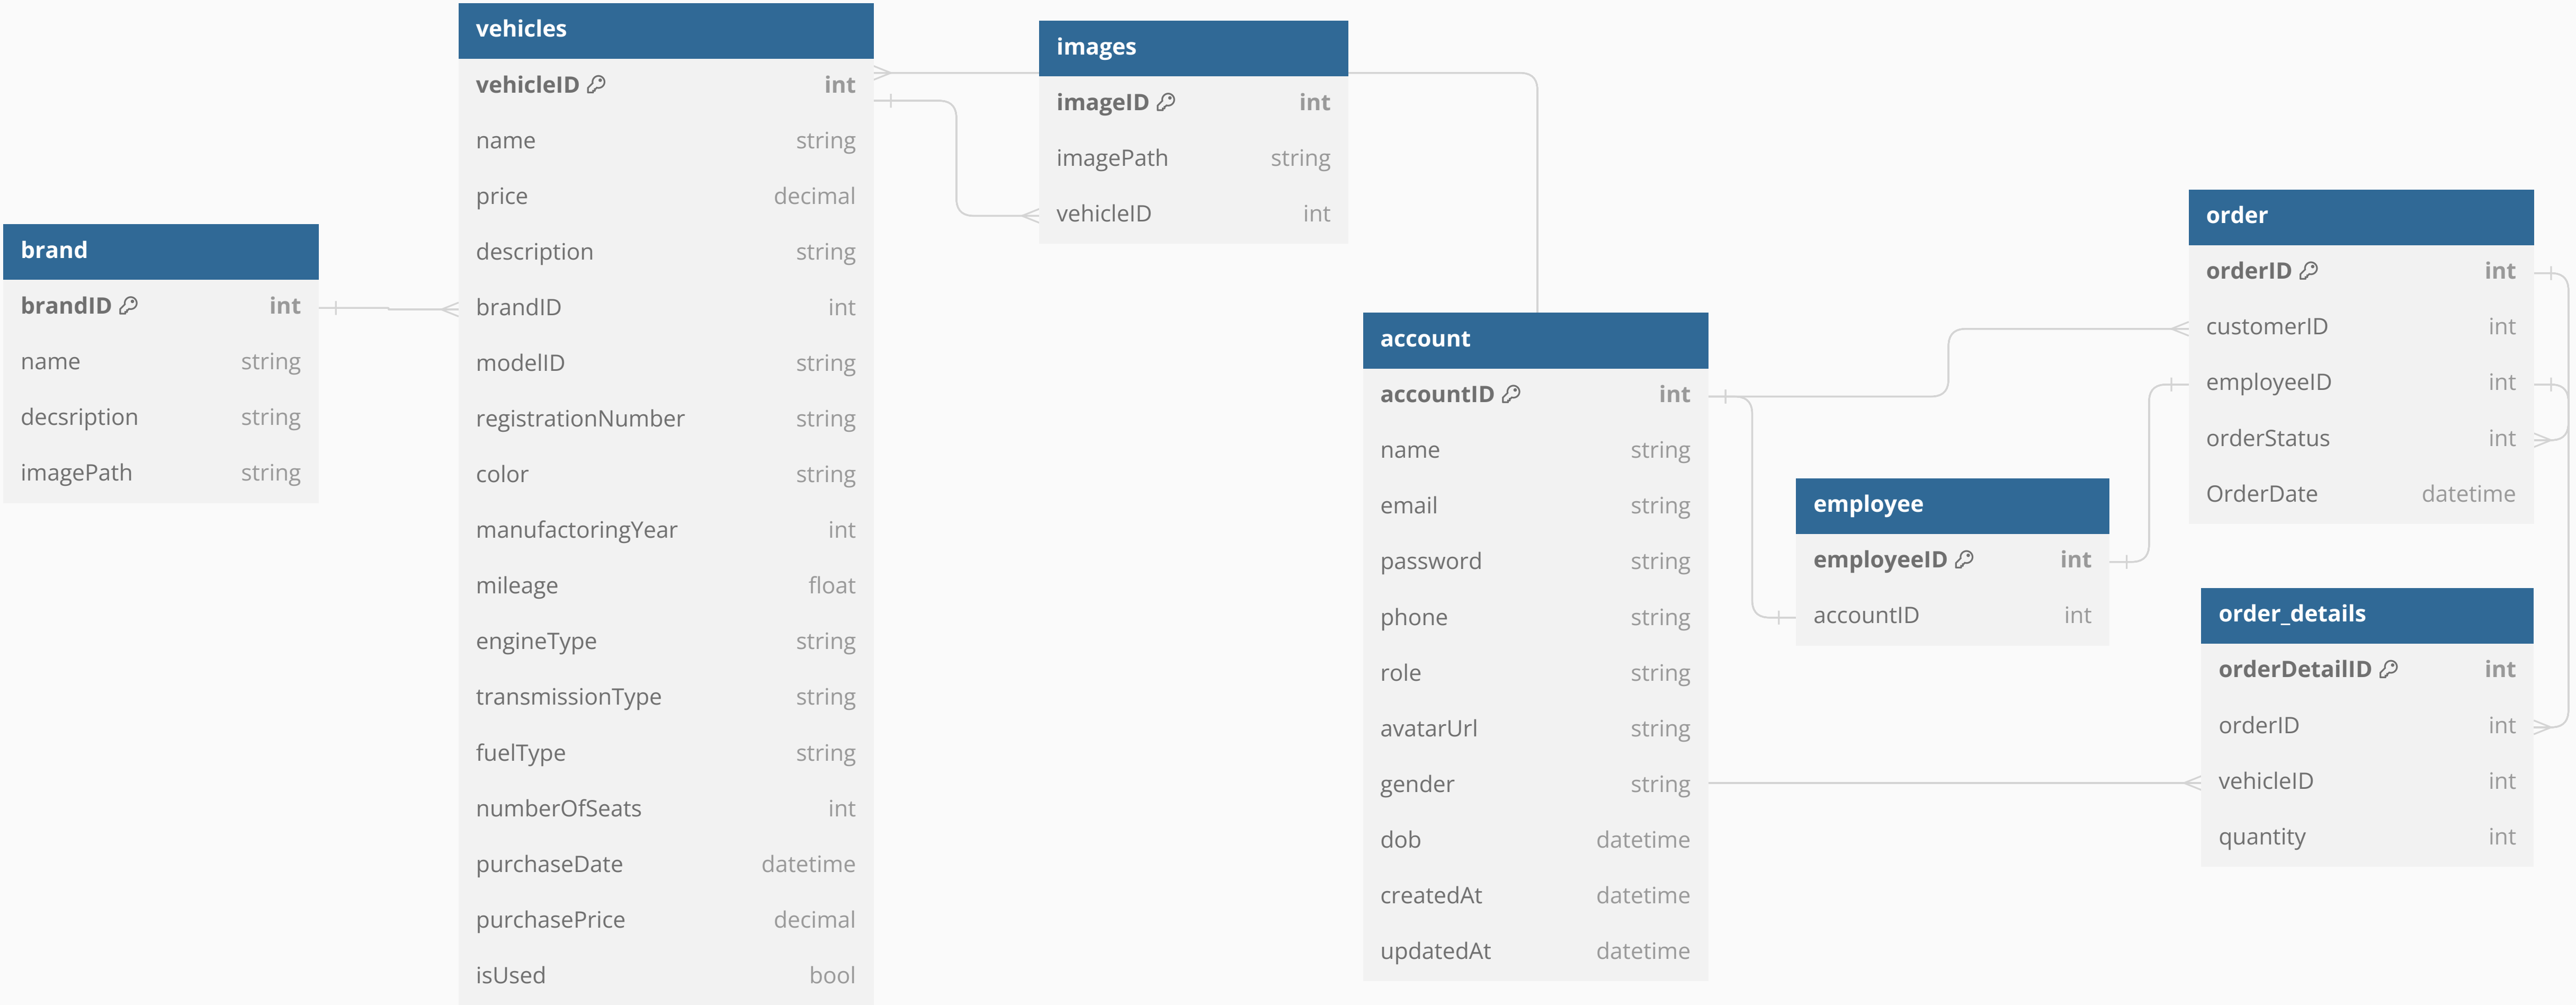 brand
brandID int
name string
decsription string
imagePath string
vehicles
vehicleID int
name string
price decimal
description string
brandID int
modelID string
registrationNumber string
color string
manufactoringYear int
mileage float
engineType string
transmissionType string
fuelType string
numberOfSeats int
purchaseDate datetime
purchasePrice decimal
isUsed bool
images
imageID int
imagePath string
vehicleID int
account
accountID int
name string
email string
password string
phone string
role string
avatarUrl string
gender string
dob datetime
createdAt datetime
updatedAt datetime
employee
employeeID int
accountID int
order
orderID int
customerID int
employeeID int
orderStatus int
OrderDate datetime
order_details
orderDetailID int
orderID int
vehicleID int
quantity int